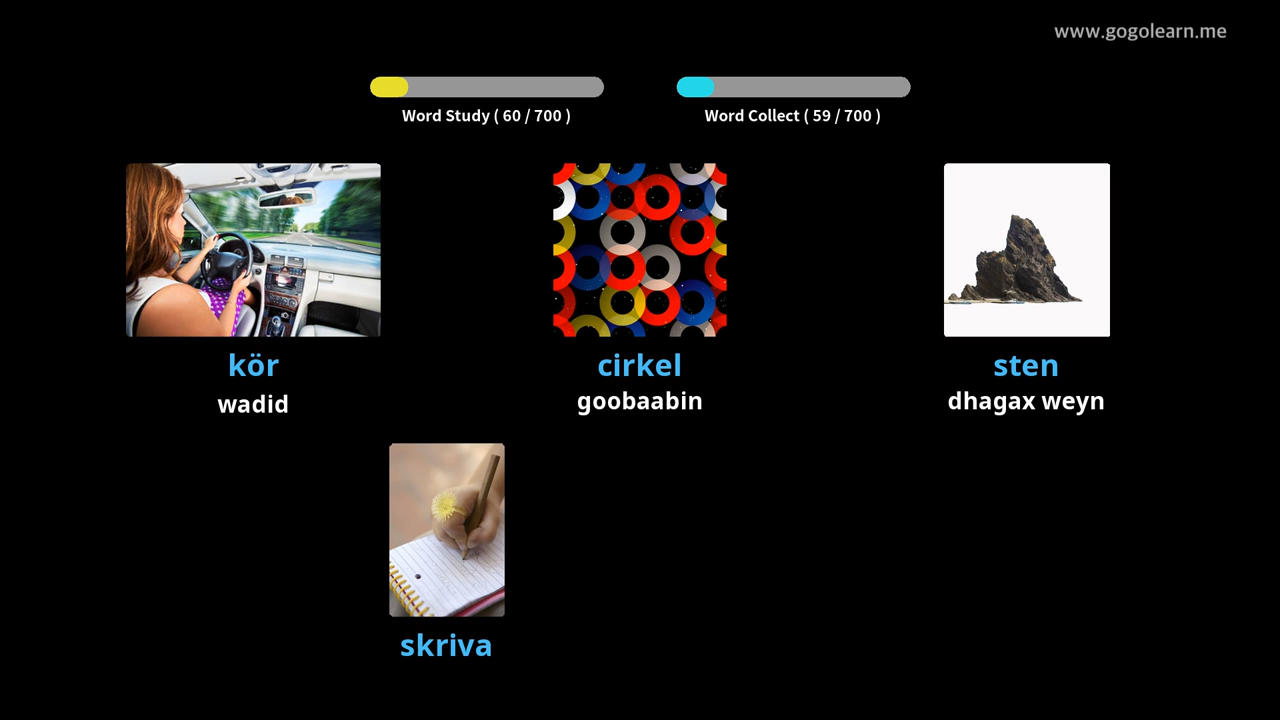 www.gogolearn.me
Word Study ( 60 / 700 )
Word Collect ( 59 / 700 )
kör
cirkel
sten
wadid
goobaabin
dhagax weyn
skriva